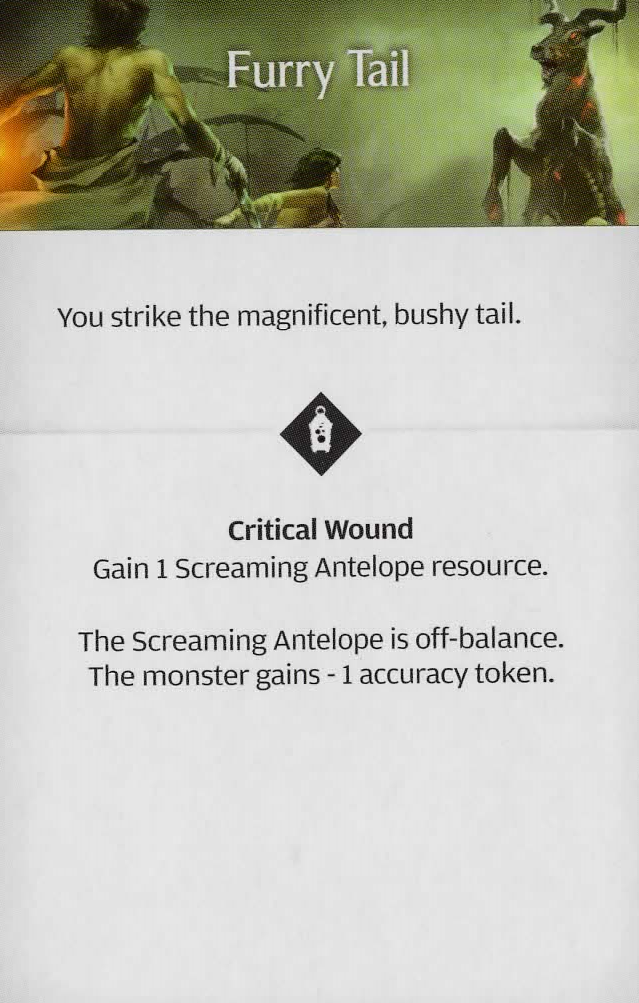 Furry Tail
You strike the magnificent, bushy tail.
Critical Wound
Gain 1 Screaming Antelope resource.
The Screaming Antelope is off-balance.
The monster gains - 1 accuracy token.